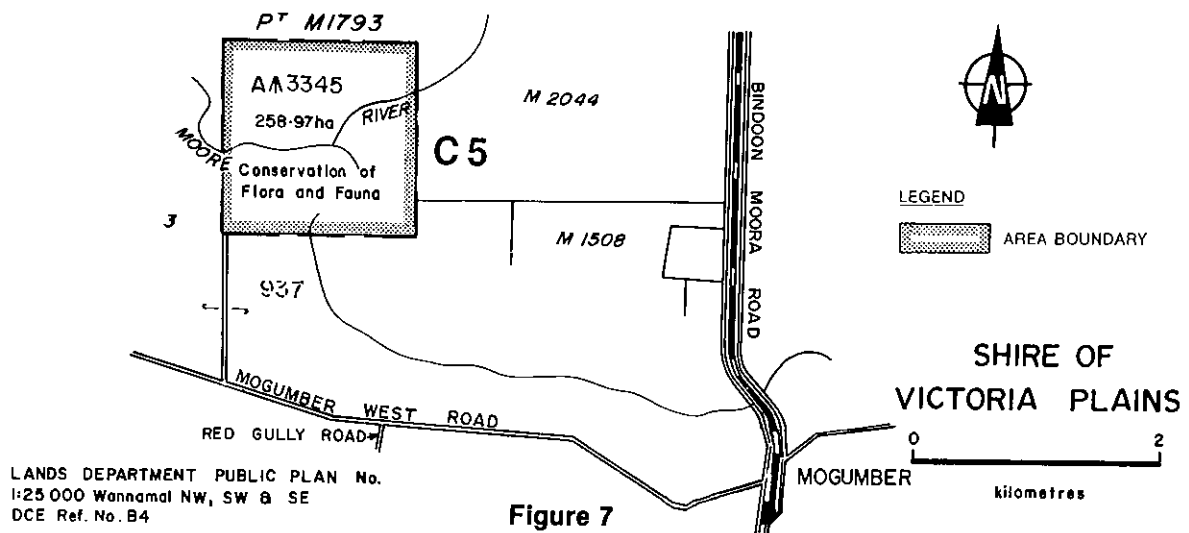 PT M1793
A 3345
258·97ha
RIVER
MOORE
Conservation of
Flora and Fauna
C 5
M 2044
3
M 1508
937
BINDOON MOORA ROAD
MOGUMBER WEST ROAD
RED GULLY ROAD
MOGUMBER
N
LEGEND
AREA BOUNDARY
SHIRE OF
VICTORIA PLAINS
0 2
kilometres
LANDS DEPARTMENT PUBLIC PLAN No.
1:25 000 Wannamal NW, SW & SE
DCE Ref. No. B4
Figure 7